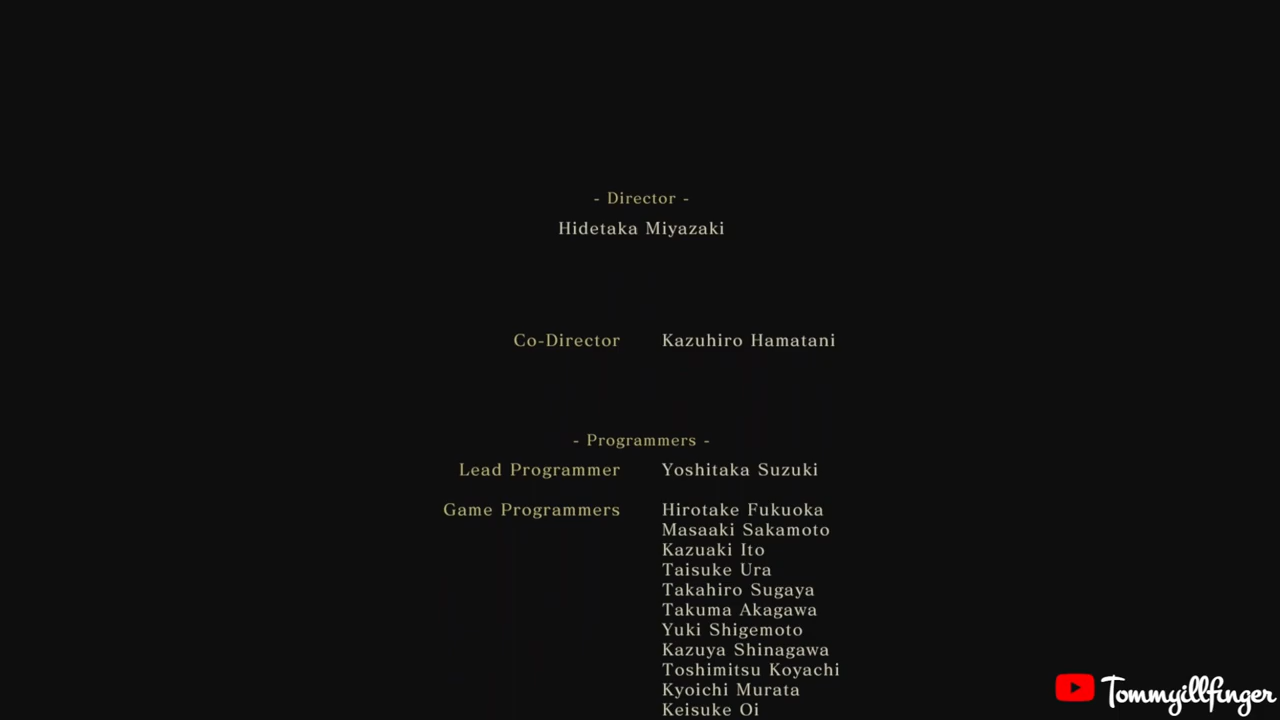 - Director -
Hidetaka Miyazaki
Co-Director Kazuhiro Hamatani
- Programmers -
Lead Programmer Yoshitaka Suzuki
Game Programmers Hirotake Fukuoka
Masaaki Sakamoto
Kazuaki Ito
Taisuke Ura
Takahiro Sugaya
Takuma Akagawa
Yuki Shigemoto
Kazuya Shinagawa
Toshimitsu Koyachi
Kyoichi Murata
Keisuke Oi
Tommyillfinger